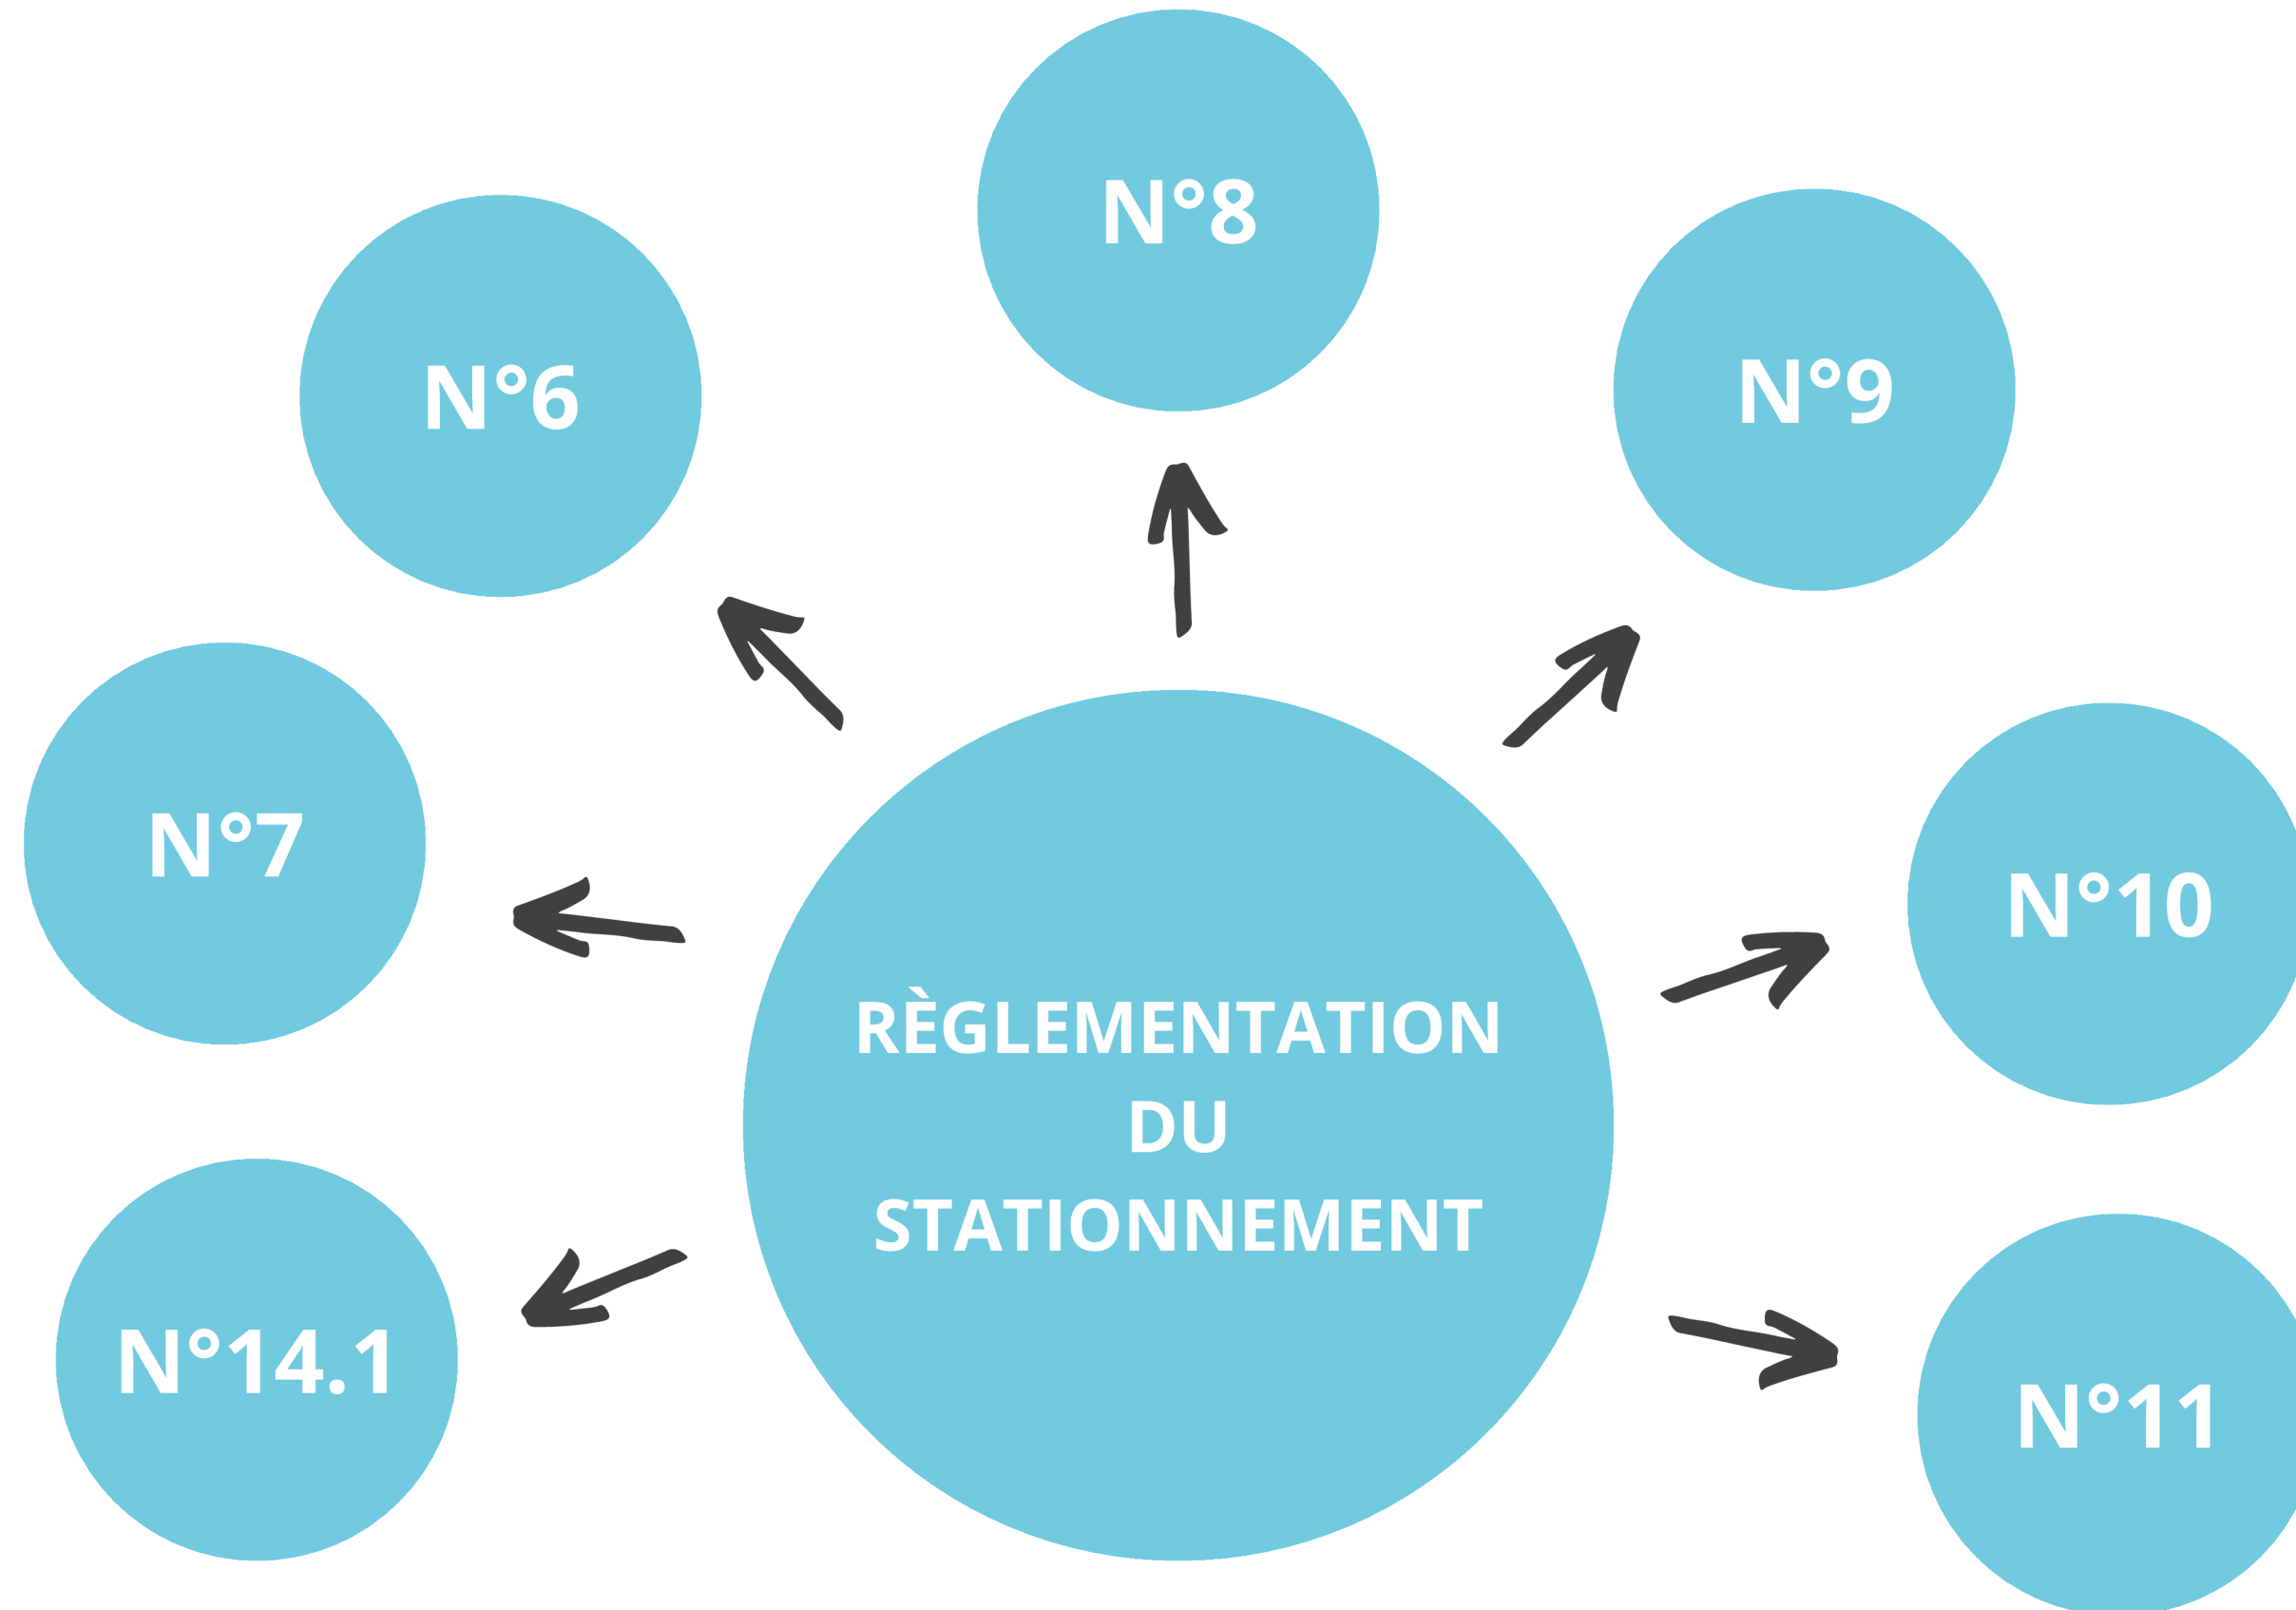 N°8
N°6
N°9
N°7
N°10
RÈGLEMENTATION
DU
STATIONNEMENT
N°14.1
N°11